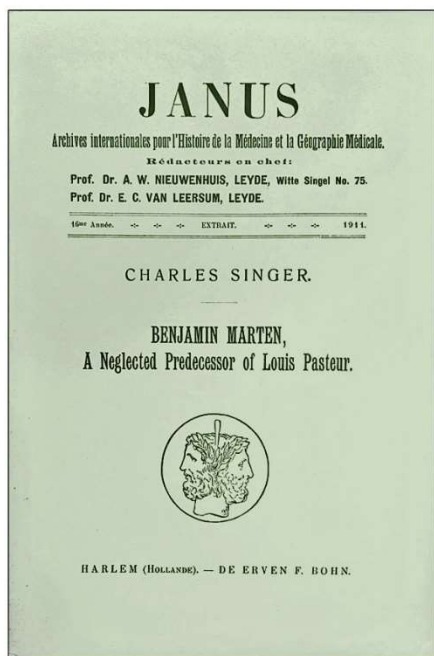 JANUS
Archives internationales pour l'Histoire de la Médecine et la Géographie Médicale.
Rédacteurs en chef:
Prof. Dr. A. W. NIEUWENHUIS, LEYDE, Witte Singel No. 75.
Prof. Dr. E. C. VAN LEERSUM, LEYDE.
16me Année. -:- -:- -:- EXTRAIT. -:- -:- -:- 1911.
CHARLES SINGER.
BENJAMIN MARTEN,
A Neglected Predecessor of Louis Pasteur.
HARLEM (HOLLANDE). — DE ERVEN F. BOHN.